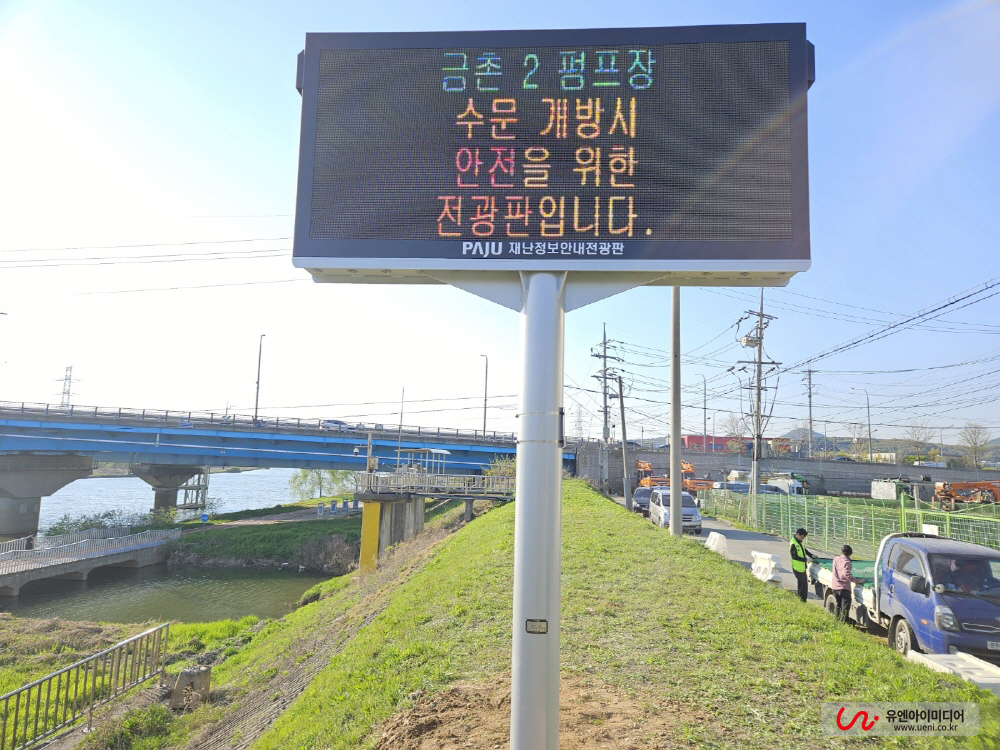 금촌 2 펌프장
수문 개방시
안전을 위한
전광판입니다.
PAJU 재난정보안내전광판
유엔아이미디어
www.ueni.co.kr